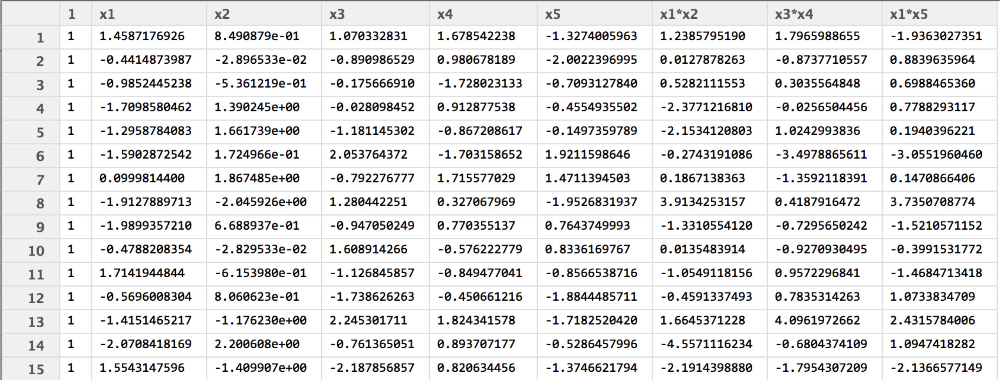 1 x1 x2 x3 x4 x5 x1*x2 x3*x4 x1*x5
1 1 1.4587176926 8.490879e-01 1.070332831 1.678542238 -1.3274005963 1.2385795190 1.7965988655 -1.9363027351
2 1 -0.4414873987 -2.896533e-02 -0.890986529 0.980678189 -2.0022396995 0.0127878263 -0.8737710557 0.8839635964
3 1 -0.9852445238 -5.361219e-01 -0.175666910 -1.728023133 -0.7093127840 0.5282111553 0.3035564848 0.6988465360
4 1 -1.7098580462 1.390245e+00 -0.028098452 0.912877538 -0.4554935502 -2.3771216810 -0.0256504456 0.7788293117
5 1 -1.2958784083 1.661739e+00 -1.181145302 -0.867208617 -0.1497359789 -2.1534120803 1.0242993836 0.1940396221
6 1 -1.5902872542 1.724966e-01 2.053764372 -1.703158652 1.9211598646 -0.2743191086 -3.4978865611 -3.0551960460
7 1 0.0999814400 1.867485e+00 -0.792276777 1.715577029 1.4711394503 0.1867138363 -1.3592118391 0.1470866406
8 1 -1.9127889713 -2.045926e+00 1.280442251 0.327067969 -1.9526831937 3.9134253157 0.4187916472 3.7350708774
9 1 -1.9899357210 6.688937e-01 -0.947050249 0.770355137 0.7643749993 -1.3310554120 -0.7295650242 -1.5210571152
10 1 -0.4788208354 -2.829533e-02 1.608914266 -0.576222779 0.8336169767 0.0135483914 -0.9270930495 -0.3991531772
11 1 1.7141944844 -6.153980e-01 -1.126845857 -0.849477041 -0.8566538716 -1.0549118156 0.9572296841 -1.4684713418
12 1 -0.5696008304 8.060623e-01 -1.738626263 -0.450661216 -1.8844485711 -0.4591337493 0.7835314263 1.0733834709
13 1 -1.4151465217 -1.176230e+00 2.245301711 1.824341578 -1.7182520420 1.6645371228 4.0961972662 2.4315784006
14 1 -2.0708418169 2.200608e+00 -0.761365051 0.893707177 -0.5286457996 -4.5571116234 -0.6804374109 1.0947418282
15 1 1.5543147596 -1.409907e+00 -2.187856857 0.820634456 -1.3746621794 -2.1914398880 -1.7954307209 -2.1366577149